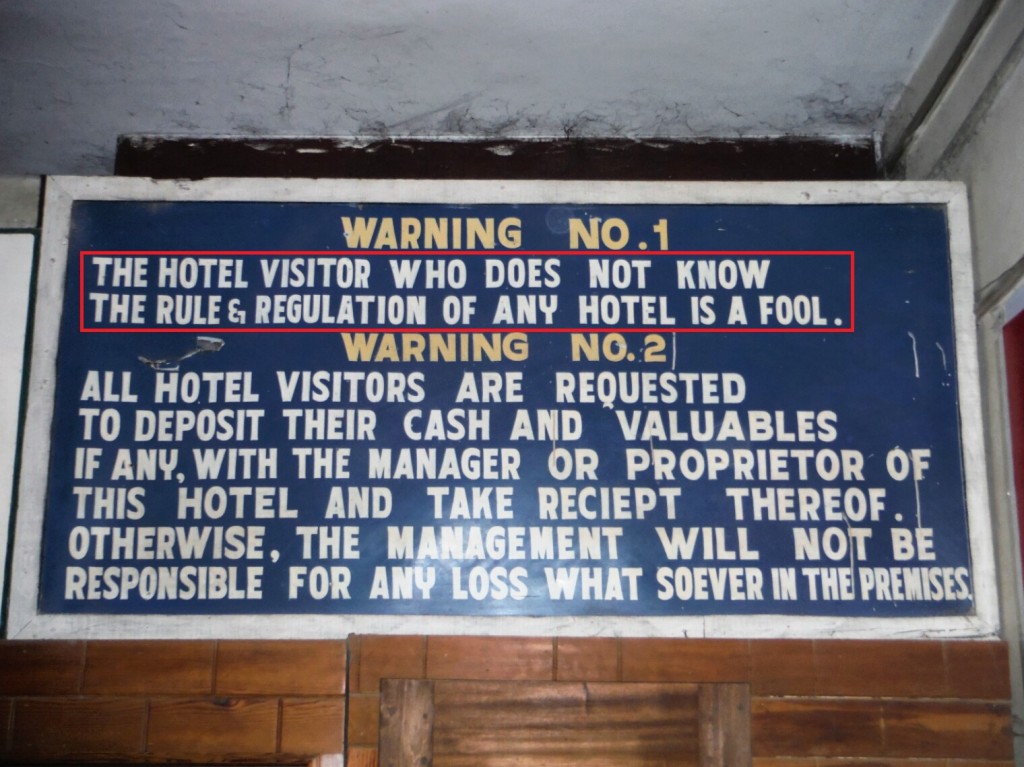 WARNING NO.1
THE HOTEL VISITOR WHO DOES NOT KNOW
THE RULE & REGULATION OF ANY HOTEL IS A FOOL.
WARNING NO.2
ALL HOTEL VISITORS ARE REQUESTED
TO DEPOSIT THEIR CASH AND VALUABLES
IF ANY, WITH THE MANAGER OR PROPRIETOR OF
THIS HOTEL AND TAKE RECIEPT THEREOF.
OTHERWISE, THE MANAGEMENT WILL NOT BE
RESPONSIBLE FOR ANY LOSS WHAT SOEVER IN THE PREMISES.